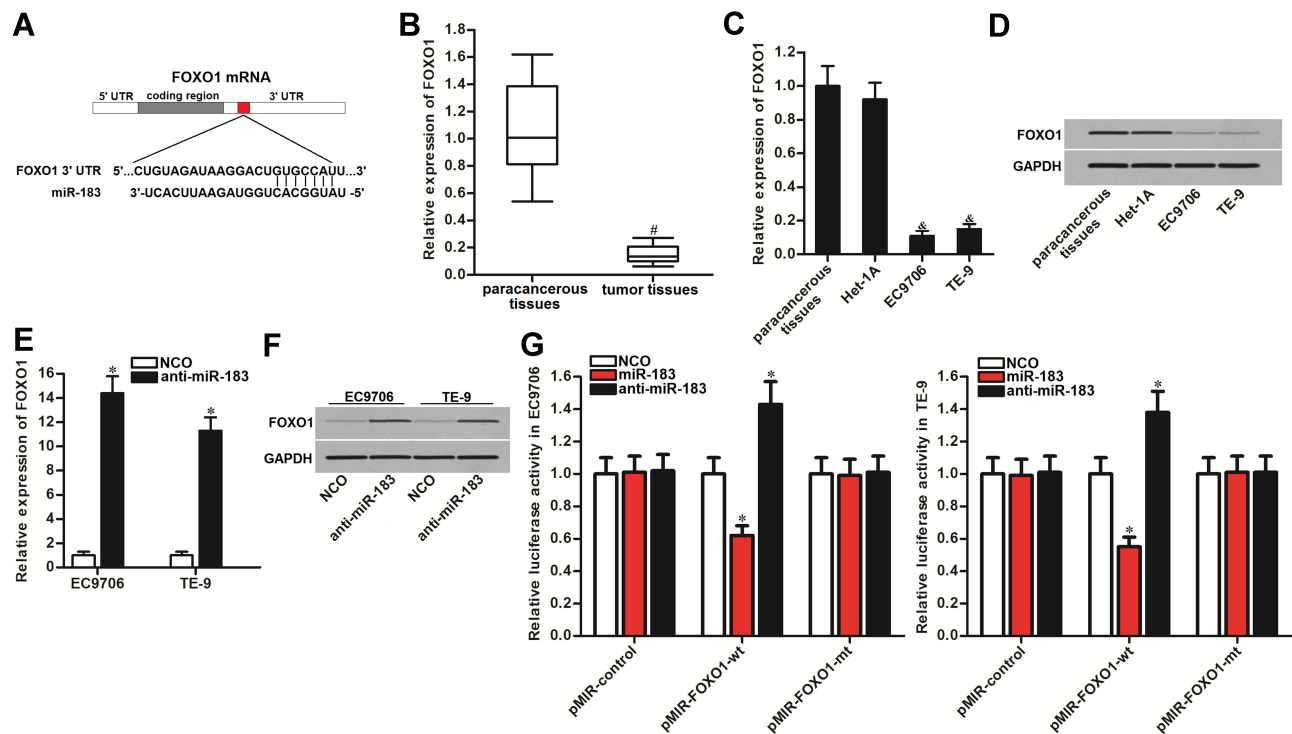 A
FOXO1 mRNA
5' UTR coding region 3' UTR
FOXO1 3' UTR 5'...CUGUAGAUAAGGACUGUGCCAUU...3'
miR-183 3'-UCACUUAAGAUGGUCACGGUAU -5'
B
Relative expression of FOXO1
1.8
1.6
1.4
1.2
1.0
0.8
0.6
0.4
0.2
0.0
#
paracancerous
tissues
tumor tissues
C
Relative expression of FOXO1
1.2
1.0
0.8
0.6
0.4
0.2
0.0
& &
paracancerous
tissues
Het-1A
EC9706
TE-9
D
FOXO1
GAPDH
paracancerous
tissues
Het-1A
EC9706
TE-9
E
Relative expression of FOXO1
NCO
anti-miR-183
16
14
12
10
8
6
4
2
0
* *
EC9706 TE-9
F
EC9706 TE-9
FOXO1
GAPDH
NCO
anti-miR-183
NCO
anti-miR-183
G
Relative luciferase activity in EC9706
NCO
miR-183
anti-miR-183
1.6
1.4
1.2
1.0
0.8
0.6
0.4
0.2
0.0
* *
pMIR-control
pMIR-FOXO1-wt
pMIR-FOXO1-mt
Relative luciferase activity in TE-9
NCO
miR-183
anti-miR-183
1.6
1.4
1.2
1.0
0.8
0.6
0.4
0.2
0.0
* *
pMIR-control
pMIR-FOXO1-wt
pMIR-FOXO1-mt